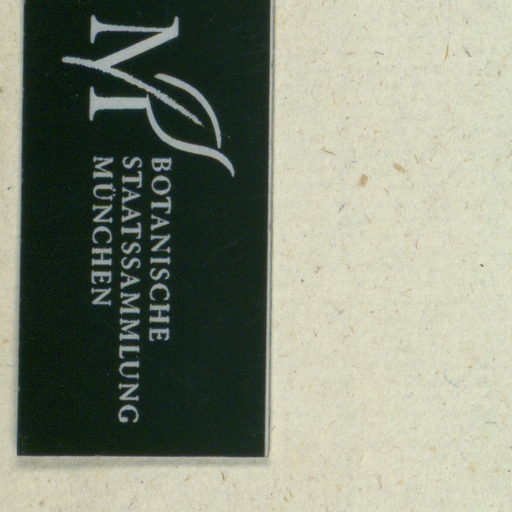 M
BOTANISCHE
STAATSSAMMLUNG
MÜNCHEN